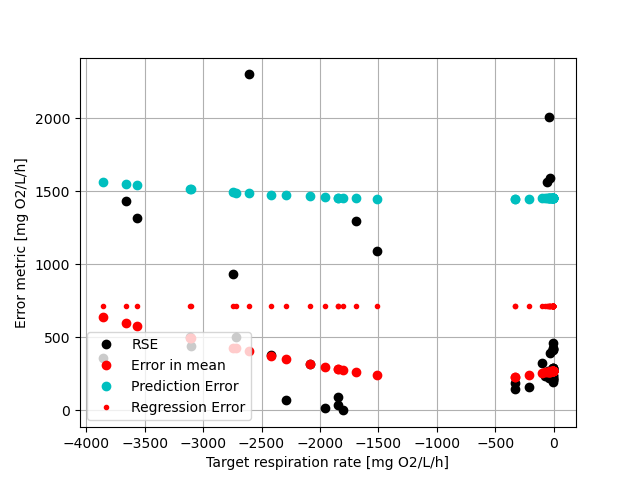 Error metric [mg O2/L/h]
2000
1500
1000
500
0
RSE
Error in mean
Prediction Error
Regression Error
−4000 −3500 −3000 −2500 −2000 −1500 −1000 −500 0
Target respiration rate [mg O2/L/h]